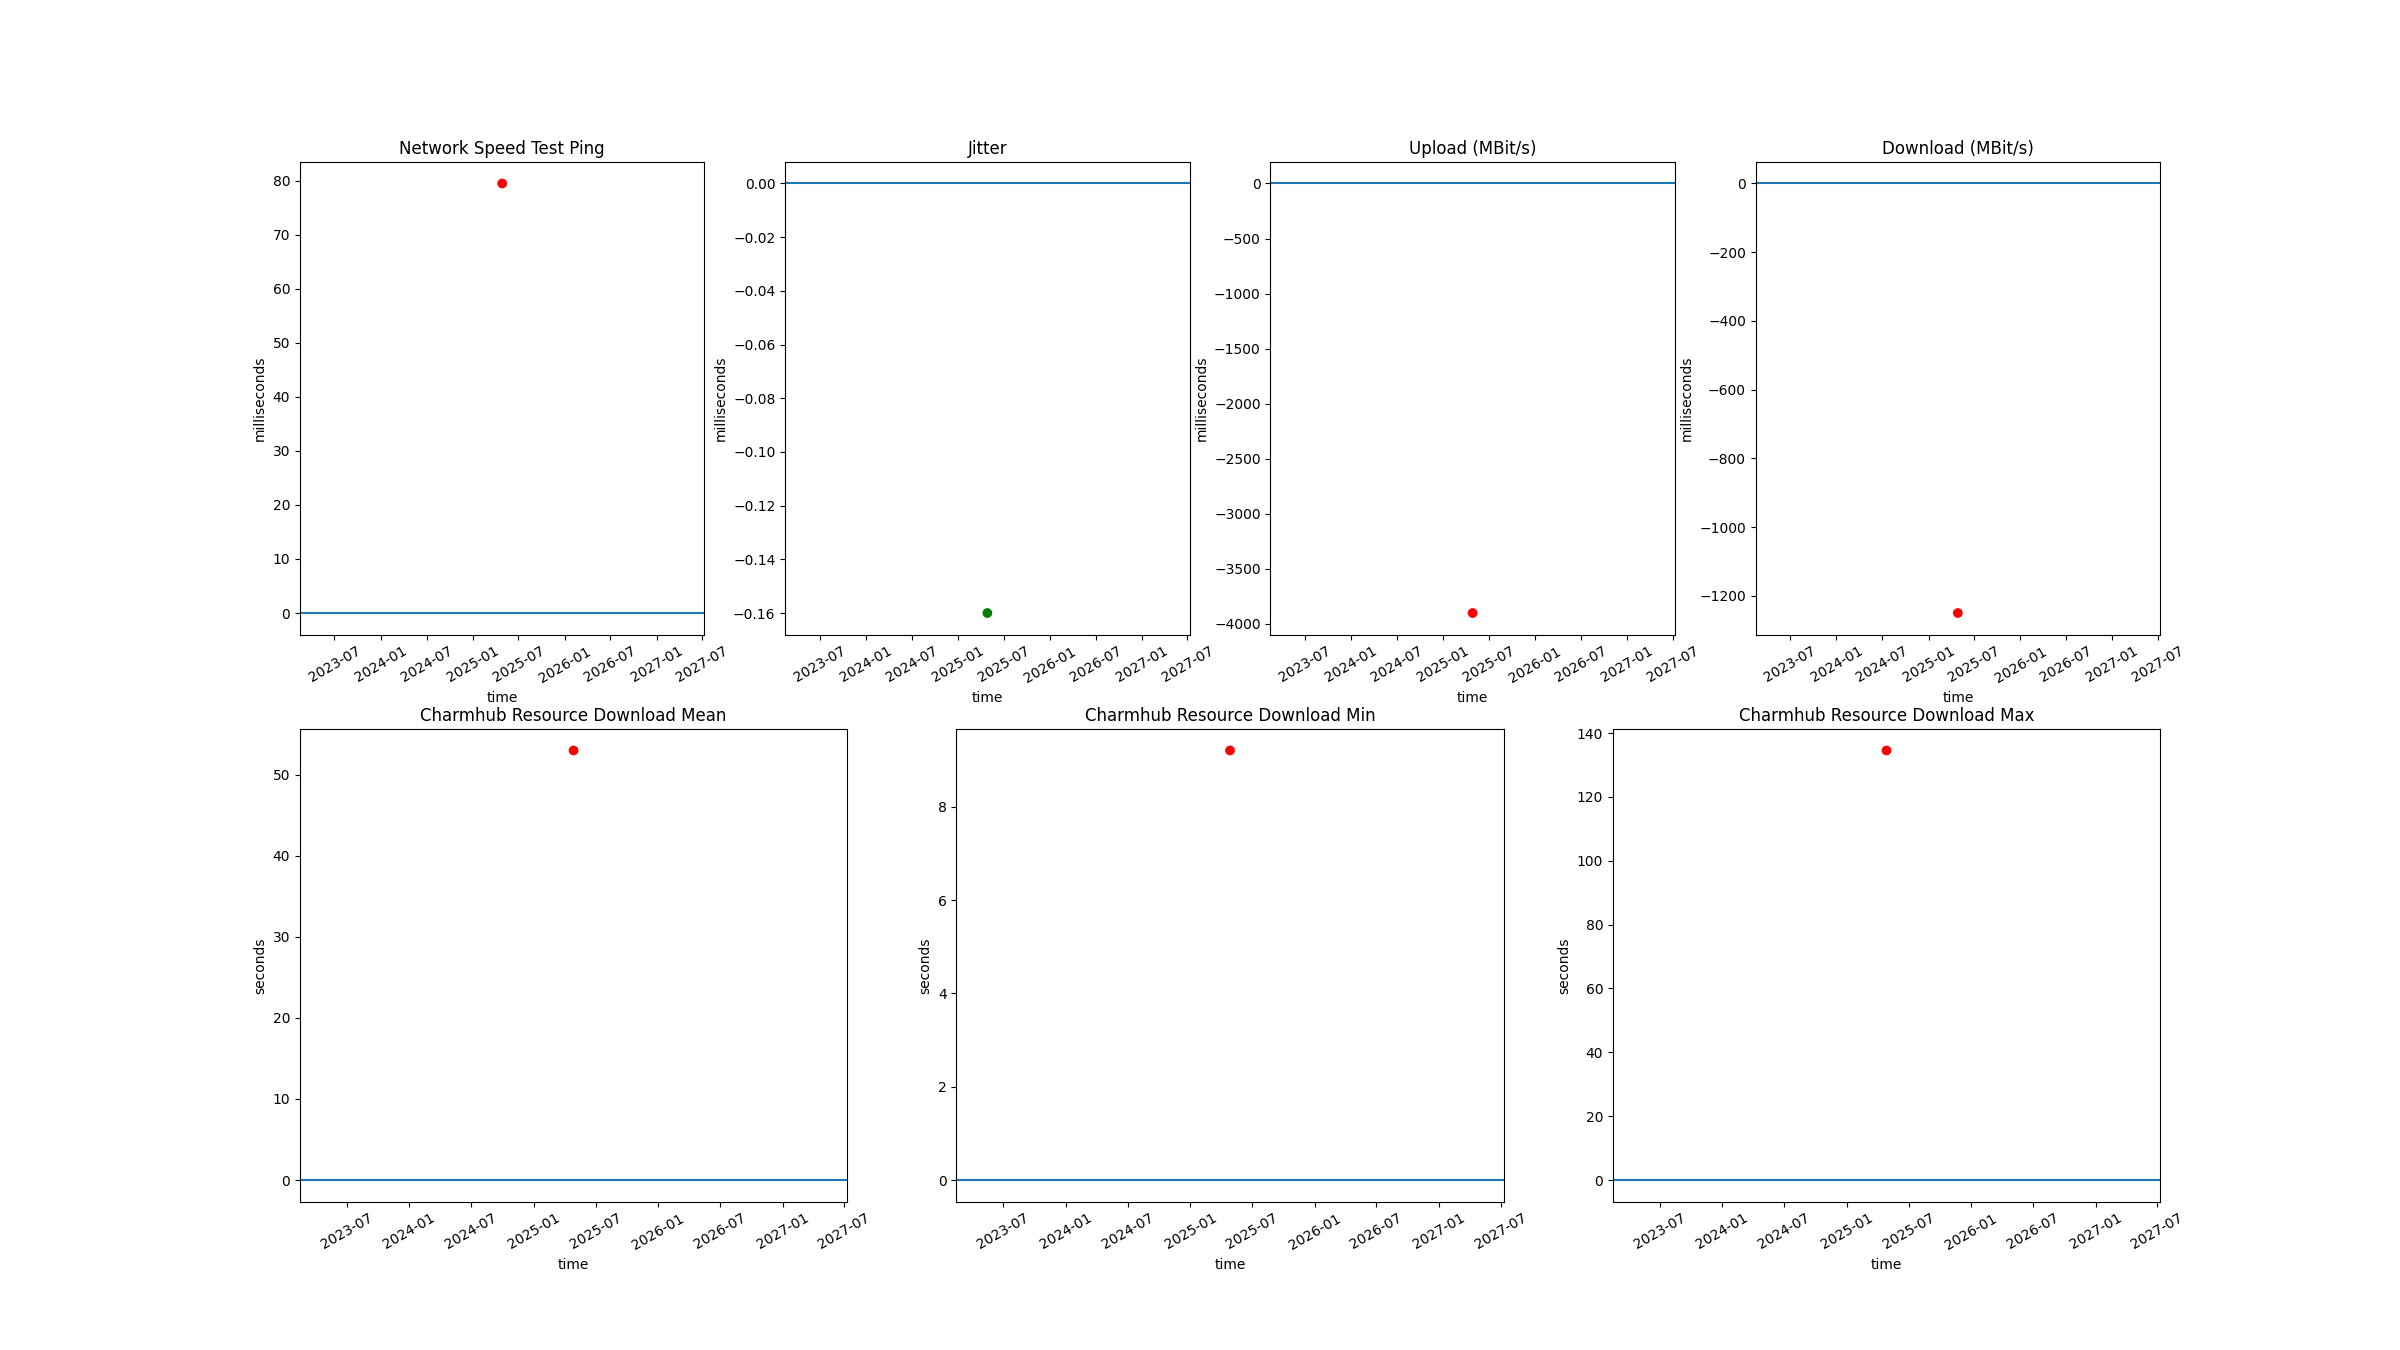 Network Speed Test Ping
80
70
60
50
40
30
20
10
0
milliseconds
2023-07 2024-01 2024-07 2025-01 2025-07 2026-01 2026-07 2027-01 2027-07
time
Jitter
0.00
−0.02
−0.04
−0.06
−0.08
−0.10
−0.12
−0.14
−0.16
milliseconds
2023-07 2024-01 2024-07 2025-01 2025-07 2026-01 2026-07 2027-01 2027-07
time
Upload (MBit/s)
0
−500
−1000
−1500
−2000
−2500
−3000
−3500
−4000
milliseconds
2023-07 2024-01 2024-07 2025-01 2025-07 2026-01 2026-07 2027-01 2027-07
time
Download (MBit/s)
0
−200
−400
−600
−800
−1000
−1200
milliseconds
2023-07 2024-01 2024-07 2025-01 2025-07 2026-01 2026-07 2027-01 2027-07
time
Charmhub Resource Download Mean
50
40
30
20
10
0
seconds
2023-07 2024-01 2024-07 2025-01 2025-07 2026-01 2026-07 2027-01 2027-07
time
Charmhub Resource Download Min
8
6
4
2
0
seconds
2023-07 2024-01 2024-07 2025-01 2025-07 2026-01 2026-07 2027-01 2027-07
time
Charmhub Resource Download Max
140
120
100
80
60
40
20
0
seconds
2023-07 2024-01 2024-07 2025-01 2025-07 2026-01 2026-07 2027-01 2027-07
time